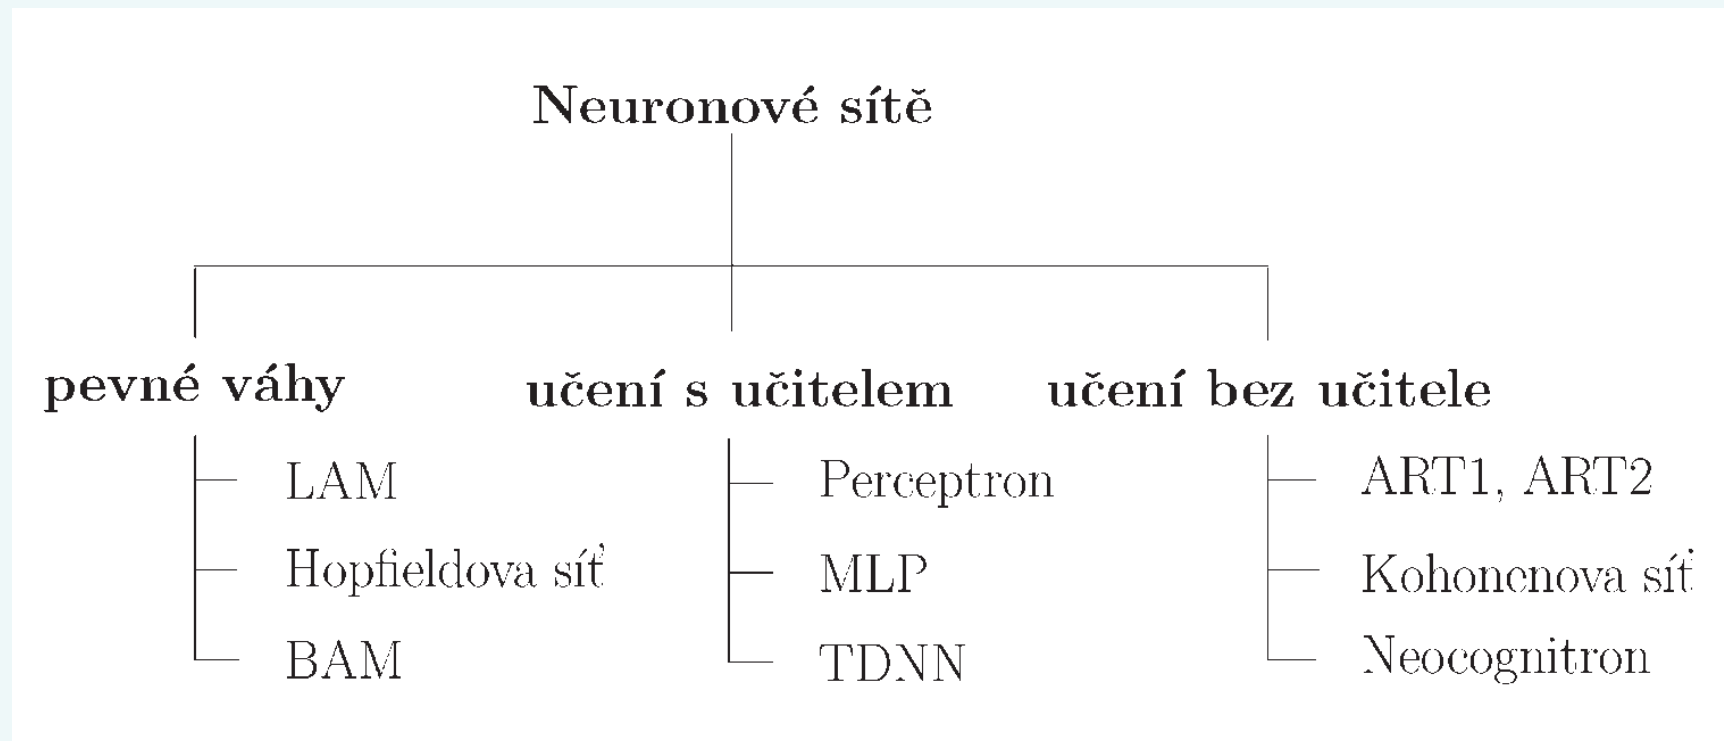 Neuronové sítě
pevné váhy
učení s učitelem
učení bez učitele
LAM
Hopfieldova síť
BAM
Perceptron
MLP
TDNN
ART1, ART2
Kohonenova síť
Neocognitron